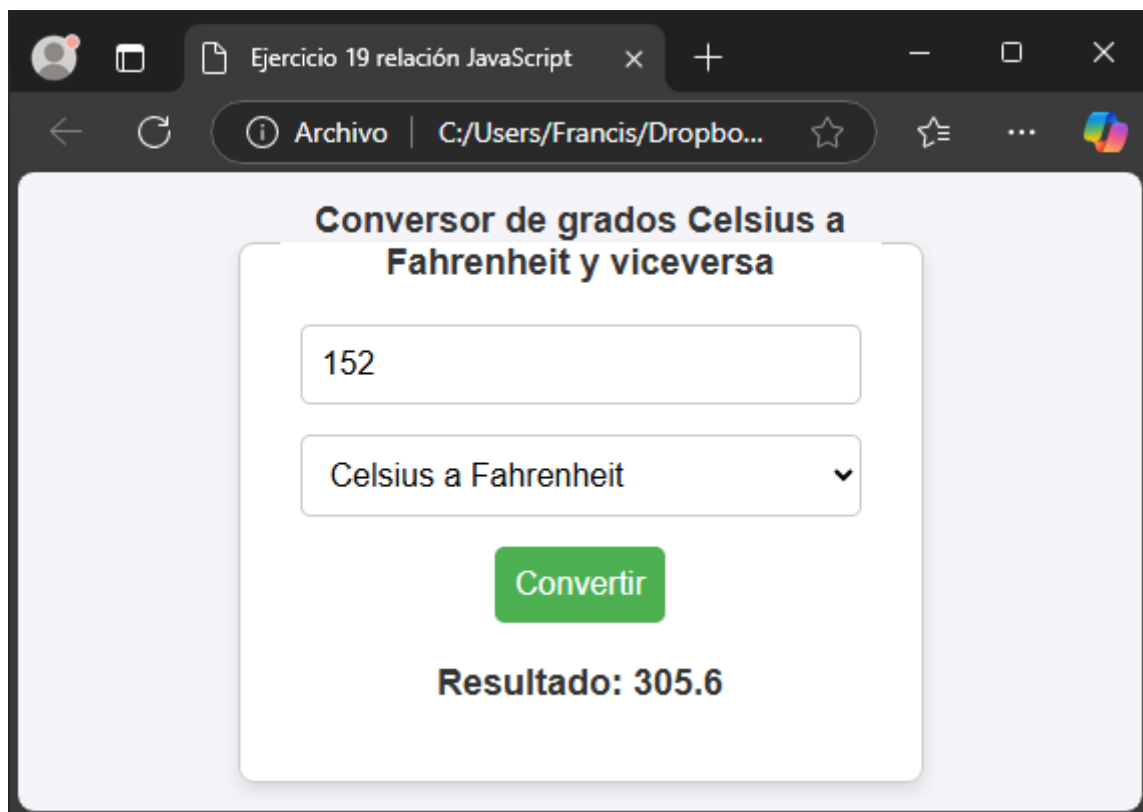 Ejercicio 19 relación JavaScript
Archivo | C:/Users/Francis/Dropbo...
Conversor de grados Celsius a
Fahrenheit y viceversa
152
Celsius a Fahrenheit
Convertir
Resultado: 305.6